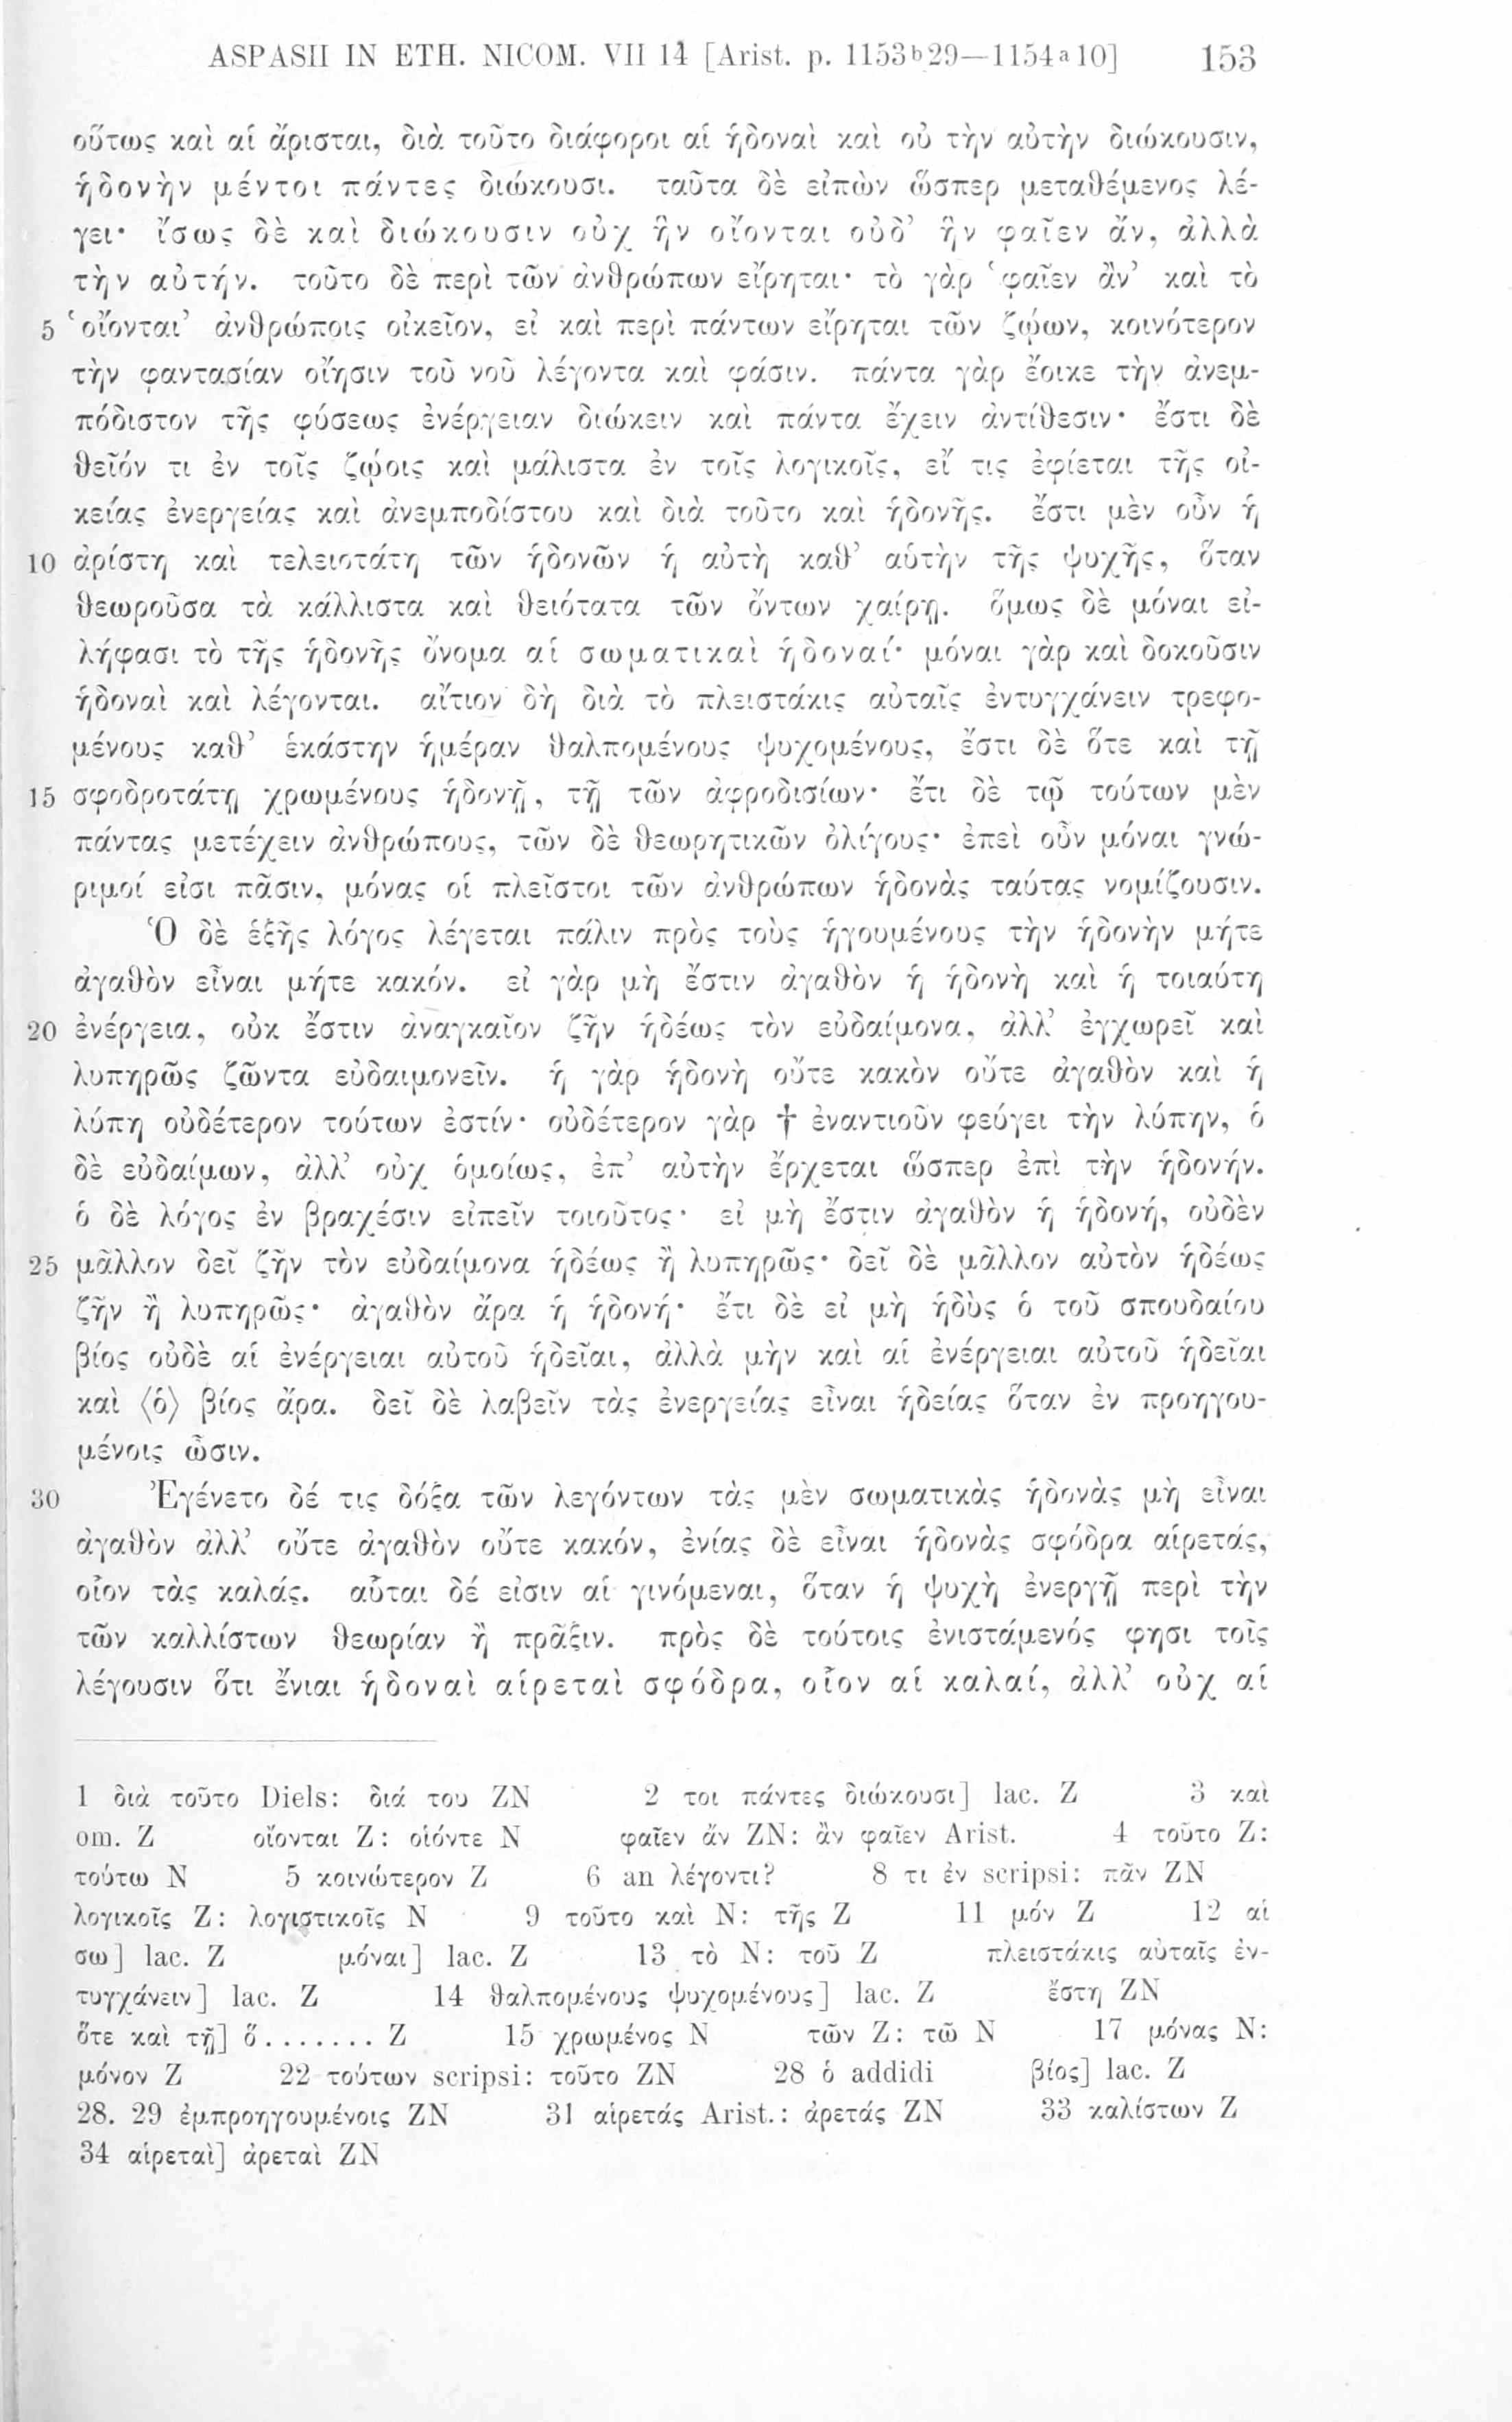 ASPASII IN ETH. NICOM. VII 14 [Arist. p. 1153ᵇ29—1154ᵃ10] 153
οὕτως καὶ αἱ ἄρισται, διὰ τοῦτο διάφοροι αἱ ἡδοναὶ καὶ οὐ τὴν αὐτὴν διώκουσιν,
ἡδονὴν μέντοι πάντες διώκουσι. ταῦτα δὲ εἰπὼν ὥσπερ μεταθέμενος λέ-
γει· ἴσως δὲ καὶ διώκουσιν οὐχ ἣν οἴονται οὐδ’ ἣν φαῖεν ἄν, ἀλλὰ
τὴν αὐτήν. τοῦτο δὲ περὶ τῶν ἀνθρώπων εἴρηται· τὸ γὰρ ‘φαῖεν ἂν’ καὶ τὸ
5 ‘οἴονται’ ἀνθρώποις οἰκεῖον, εἰ καὶ περὶ πάντων εἴρηται τῶν ζῴων, κοινότερον
τὴν φαντασίαν οἴησιν τοῦ νοῦ λέγοντα καὶ φάσιν. πάντα γὰρ ἔοικε τὴν ἀνεμ-
πόδιστον τῆς φύσεως ἐνέργειαν διώκειν καὶ πάντα ἔχειν ἀντίθεσιν· ἔστι δὲ
θεῖόν τι ἐν τοῖς ζῴοις καὶ μάλιστα ἐν τοῖς λογικοῖς, εἴ τις ἐφίεται τῆς οἰ-
κείας ἐνεργείας καὶ ἀνεμποδίστου καὶ διὰ τοῦτο καὶ ἡδονῆς. ἔστι μὲν οὖν ἡ
10 ἀρίστη καὶ τελειοτάτη τῶν ἡδονῶν ἡ αὐτὴ καθ’ αὑτὴν τῆς ψυχῆς, ὅταν
θεωροῦσα τὰ κάλλιστα καὶ θειότατα τῶν ὄντων χαίρῃ. ὅμως δὲ μόναι εἰ-
λήφασι τὸ τῆς ἡδονῆς ὄνομα αἱ σωματικαὶ ἡδοναί· μόναι γὰρ καὶ δοκοῦσιν
ἡδοναὶ καὶ λέγονται. αἴτιον δὴ διὰ τὸ πλειστάκις αὐταῖς ἐντυγχάνειν τρεφο-
μένους καθ’ ἑκάστην ἡμέραν θαλπομένους ψυχομένους, ἔστι δὲ ὅτε καὶ τῇ
15 σφοδροτάτῃ χρωμένους ἡδονῇ, τῇ τῶν ἀφροδισίων· ἔτι δὲ τῷ τούτων μὲν
πάντας μετέχειν ἀνθρώπους, τῶν δὲ θεωρητικῶν ὀλίγους· ἐπεὶ οὖν μόναι γνώ-
ριμοί εἰσι πᾶσιν, μόνας οἱ πλεῖστοι τῶν ἀνθρώπων ἡδονὰς ταύτας νομίζουσιν.
Ὁ δὲ ἑξῆς λόγος λέγεται πάλιν πρὸς τοὺς ἡγουμένους τὴν ἡδονὴν μήτε
ἀγαθὸν εἶναι μήτε κακόν. εἰ γὰρ μὴ ἔστιν ἀγαθὸν ἡ ἡδονὴ καὶ ἡ τοιαύτη
20 ἐνέργεια, οὐκ ἔστιν ἀναγκαῖον ζῆν ἡδέως τὸν εὐδαίμονα, ἀλλ’ ἐγχωρεῖ καὶ
λυπηρῶς ζῶντα εὐδαιμονεῖν. ἡ γὰρ ἡδονὴ οὔτε κακὸν οὔτε ἀγαθὸν καὶ ἡ
λύπη οὐδέτερον τούτων ἐστίν· οὐδέτερον γὰρ † ἐναντιοῦν φεύγει τὴν λύπην, ὁ
δὲ εὐδαίμων, ἀλλ’ οὐχ ὁμοίως, ἐπ’ αὐτὴν ἔρχεται ὥσπερ ἐπὶ τὴν ἡδονήν.
ὁ δὲ λόγος ἐν βραχέσιν εἰπεῖν τοιοῦτος· εἰ μὴ ἔστιν ἀγαθὸν ἡ ἡδονή, οὐδὲν
25 μᾶλλον δεῖ ζῆν τὸν εὐδαίμονα ἡδέως ἢ λυπηρῶς· δεῖ δὲ μᾶλλον αὐτὸν ἡδέως
ζῆν ἢ λυπηρῶς· ἀγαθὸν ἄρα ἡ ἡδονή· ἔτι δὲ εἰ μὴ ἡδὺς ὁ τοῦ σπουδαίου
βίος οὐδὲ αἱ ἐνέργειαι αὐτοῦ ἡδεῖαι, ἀλλὰ μὴν καὶ αἱ ἐνέργειαι αὐτοῦ ἡδεῖαι
καὶ ⟨ὁ⟩ βίος ἄρα. δεῖ δὲ λαβεῖν τὰς ἐνεργείας εἶναι ἡδείας ὅταν ἐν προηγου-
μένοις ὦσιν.
30 Ἐγένετο δέ τις δόξα τῶν λεγόντων τὰς μὲν σωματικὰς ἡδονὰς μὴ εἶναι
ἀγαθὸν ἀλλ’ οὔτε ἀγαθὸν οὔτε κακόν, ἐνίας δὲ εἶναι ἡδονὰς σφόδρα αἱρετάς,
οἷον τὰς καλάς. αὗται δέ εἰσιν αἱ γινόμεναι, ὅταν ἡ ψυχὴ ἐνεργῇ περὶ τὴν
τῶν καλλίστων θεωρίαν ἢ πρᾶξιν. πρὸς δὲ τούτοις ἐνιστάμενός φησι τοῖς
λέγουσιν ὅτι ἔνιαι ἡδοναὶ αἱρεταὶ σφόδρα, οἷον αἱ καλαί, ἀλλ’ οὐχ αἱ
1 διὰ τοῦτο Diels: διά του ZN 2 τοι πάντες διώκουσι] lac. Z 3 καὶ
om. Z οἴονται Z: οἱόντε N φαῖεν ἄν ZN: ἂν φαῖεν Arist. 4 τοῦτο Z:
τούτω N 5 κοινώτερον Z 6 an λέγοντι? 8 τι ἐν scripsi: πᾶν ZN
λογικοῖς Z: λογιστικοῖς N 9 τοῦτο καὶ N: τῆς Z 11 μόν Z 12 αἱ
σω] lac. Z μόναι] lac. Z 13 τὸ N: τοῦ Z πλειστάκις αὐταῖς ἐν-
τυγχάνειν] lac. Z 14 θαλπομένους ψυχομένους] lac. Z ἔστη ZN
ὅτε καὶ τῇ] ὅ....... Z 15 χρωμένος N τῶν Z: τῶ N 17 μόνας N:
μόνον Z 22 τούτων scripsi: τοῦτο ZN 28 ὁ addidi βίος] lac. Z
28. 29 ἐμπροηγουμένοις ZN 31 αἱρετάς Arist.: ἀρετάς ZN 33 καλίστων Z
34 αἱρεταὶ] ἀρεταὶ ZN